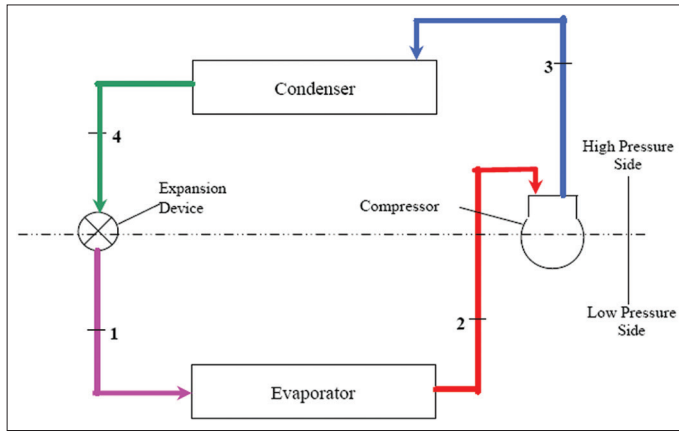 Condenser
3
4
High Pressure
Side
Expansion
Device
Compressor
1
2
Low Pressure
Side
Evaporator